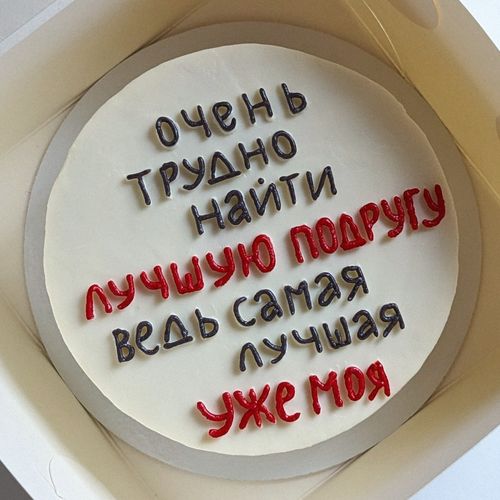 очень
трудно
найти
лучшую подругу
ведь самая
лучшая
уже моя